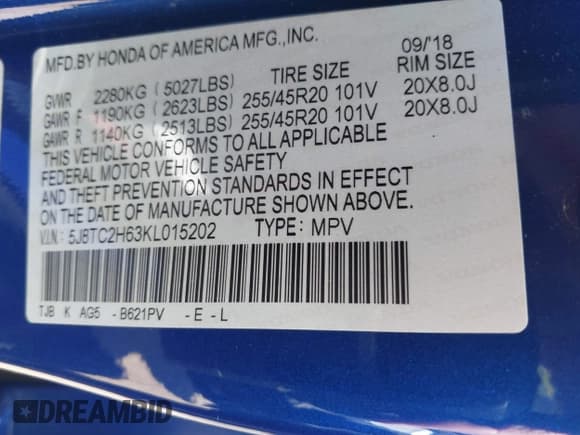 MFD.BY HONDA OF AMERICA MFG.,INC. 09/'18
TIRE SIZE RIM SIZE
GVWR 2280KG ( 5027LBS)
GAWR F 1190KG ( 2623LBS) 255/45R20 101V 20X8.0J
GAWR R 1140KG ( 2513LBS) 255/45R20 101V 20X8.0J
THIS VEHICLE CONFORMS TO ALL APPLICABLE
FEDERAL MOTOR VEHICLE SAFETY
AND THEFT PREVENTION STANDARDS IN EFFECT
ON THE DATE OF MANUFACTURE SHOWN ABOVE.
V.I.N: 5J8TC2H63KL015202 TYPE: MPV
TJB K AG5 - B621PV - E - L
DREAMBID